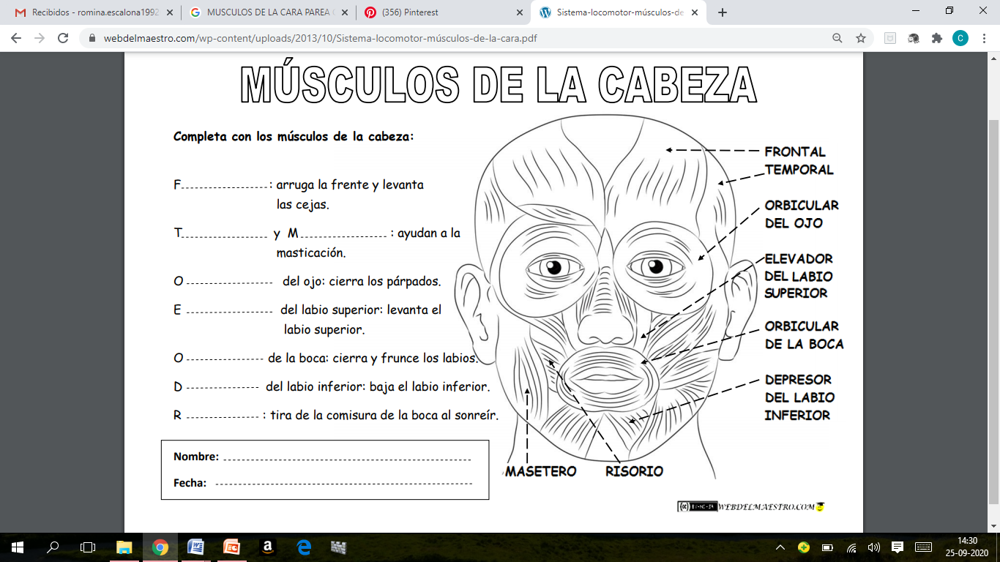 Recibidos - romina.escalona1992
MUSCULOS DE LA CARA PAREA
(356) Pinterest
Sistema-locomotor-músculos-de
webdelmaestro.com/wp-content/uploads/2013/10/Sistema-locomotor-músculos-de-la-cara.pdf
C
MÚSCULOS DE LA CABEZA
Completa con los músculos de la cabeza:
F : arruga la frente y levanta
las cejas.
T y M : ayudan a la
masticación.
O del ojo: cierra los párpados.
E del labio superior: levanta el
labio superior.
O de la boca: cierra y frunce los labios.
D del labio inferior: baja el labio inferior.
R : tira de la comisura de la boca al sonreír.
Nombre:
Fecha:
FRONTAL
TEMPORAL
ORBICULAR
DEL OJO
ELEVADOR
DEL LABIO
SUPERIOR
ORBICULAR
DE LA BOCA
DEPRESOR
DEL LABIO
INFERIOR
MASETERO RISORIO
(cc) BY-NC-SA WEBDELMAESTRO.COM
14:30
25-09-2020